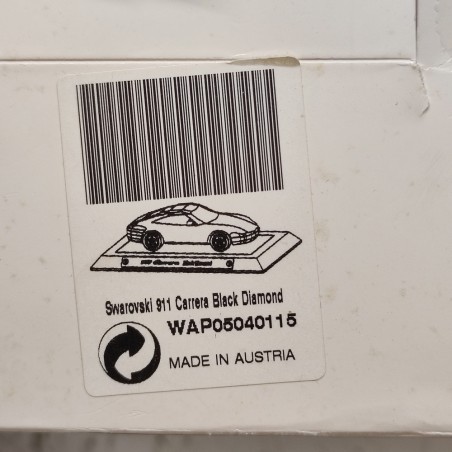 Swarovski 911 Carrera Black Diamond
WAP05040115
MADE IN AUSTRIA